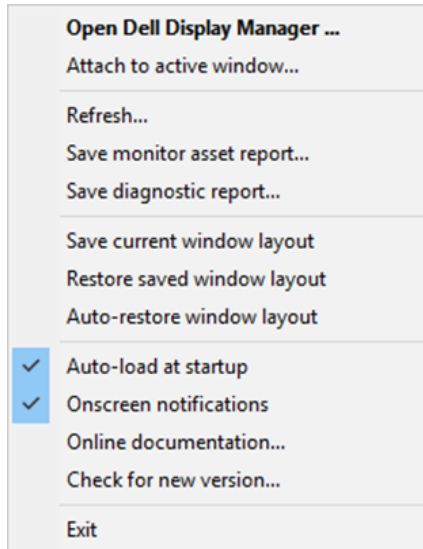 Open Dell Display Manager ...
Attach to active window...
Refresh...
Save monitor asset report...
Save diagnostic report...
Save current window layout
Restore saved window layout
Auto-restore window layout
Auto-load at startup
Onscreen notifications
Online documentation...
Check for new version...
Exit